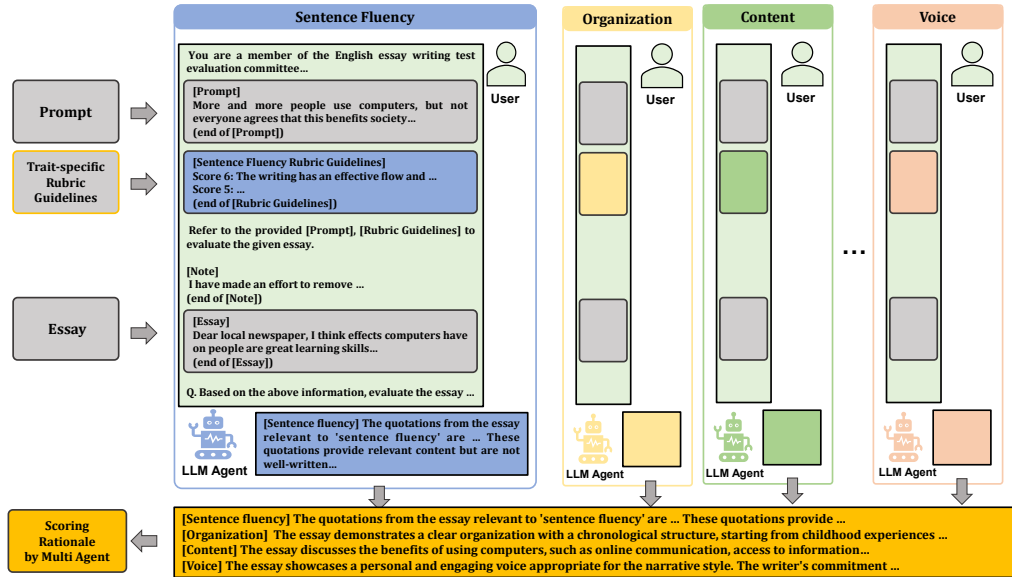 Sentence Fluency
You are a member of the English essay writing test
evaluation committee…
[Prompt]
More and more people use computers, but not
everyone agrees that this benefits society…
(end of [Prompt])
[Sentence Fluency Rubric Guidelines]
Score 6: The writing has an effective flow and …
Score 5: …
(end of [Rubric Guidelines])
Refer to the provided [Prompt], [Rubric Guidelines] to
evaluate the given essay.
[Note]
I have made an effort to remove …
(end of [Note])
[Essay]
Dear local newspaper, I think effects computers have
on people are great learning skills…
(end of [Essay])
Q. Based on the above information, evaluate the essay …
User
LLM Agent
[Sentence fluency] The quotations from the essay
relevant to 'sentence fluency' are … These
quotations provide relevant content but are not
well-written…
Organization
User
LLM Agent
Content
User
LLM Agent
...
Voice
User
LLM Agent
Prompt
Trait-specific
Rubric
Guidelines
Essay
Scoring
Rationale
by Multi Agent
[Sentence fluency] The quotations from the essay relevant to 'sentence fluency' are … These quotations provide …
[Organization] The essay demonstrates a clear organization with a chronological structure, starting from childhood experiences …
[Content] The essay discusses the benefits of using computers, such as online communication, access to information…
[Voice] The essay showcases a personal and engaging voice appropriate for the narrative style. The writer's commitment …